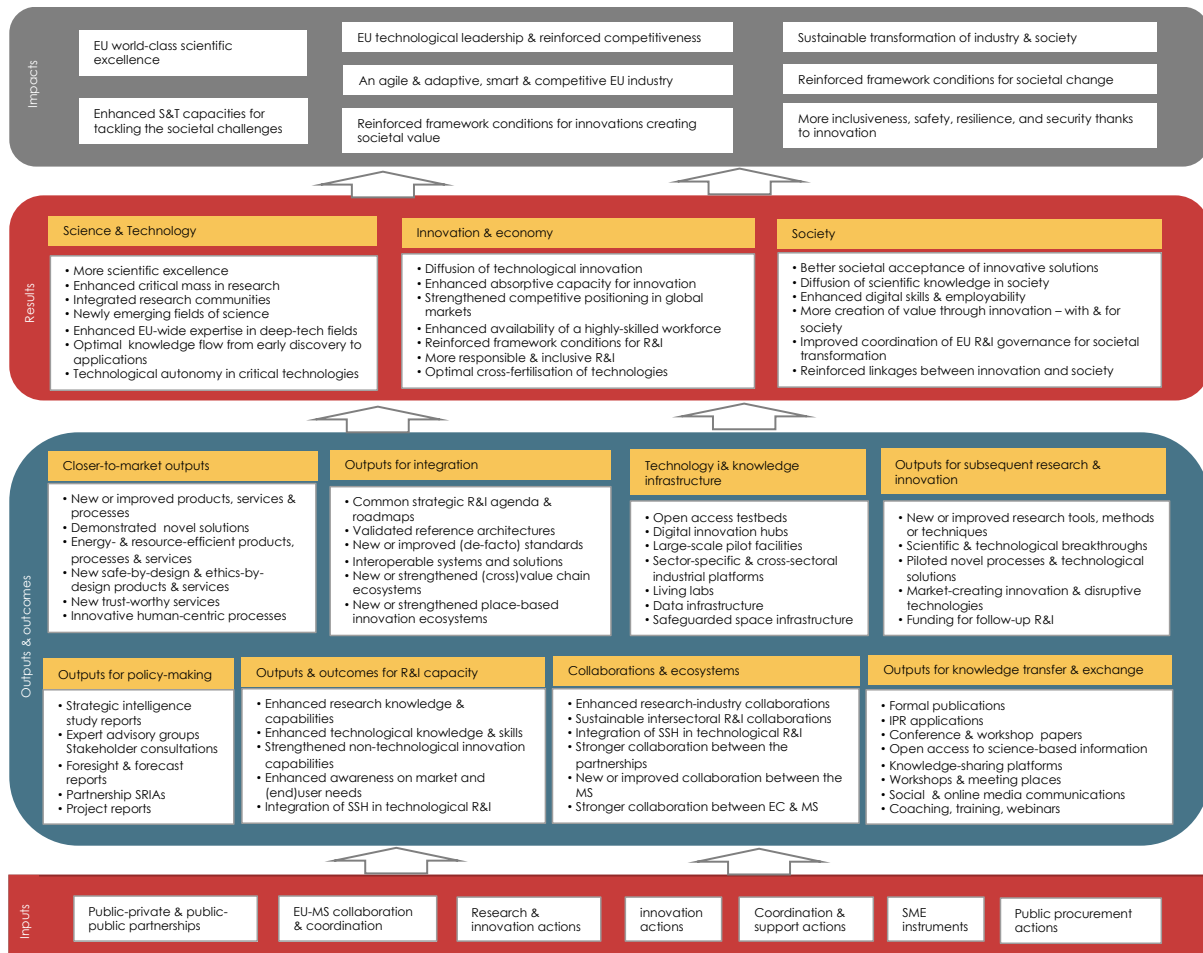 Impacts
EU world-class scientific
excellence
Enhanced S&T capacities for
tackling the societal challenges
EU technological leadership & reinforced competitiveness
An agile & adaptive, smart & competitive EU industry
Reinforced framework conditions for innovations creating
societal value
Sustainable transformation of industry & society
Reinforced framework conditions for societal change
More inclusiveness, safety, resilience, and security thanks
to innovation
Results
Science & Technology
• More scientific excellence
• Enhanced critical mass in research
• Integrated research communities
• Newly emerging fields of science
• Enhanced EU-wide expertise in deep-tech fields
• Optimal knowledge flow from early discovery to
applications
• Technological autonomy in critical technologies
Innovation & economy
• Diffusion of technological innovation
• Enhanced absorptive capacity for innovation
• Strengthened competitive positioning in global
markets
• Enhanced availability of a highly-skilled workforce
• Reinforced framework conditions for R&I
• More responsible & inclusive R&I
• Optimal cross-fertilisation of technologies
Society
• Better societal acceptance of innovative solutions
• Diffusion of scientific knowledge in society
• Enhanced digital skills & employability
• More creation of value through innovation – with & for
society
• Improved coordination of EU R&I governance for societal
transformation
• Reinforced linkages between innovation and society
Outputs & outcomes
Closer-to-market outputs
• New or improved products, services &
processes
• Demonstrated novel solutions
• Energy- & resource-efficient products,
processes & services
• New safe-by-design & ethics-by-
design products & services
• New trust-worthy services
• Innovative human-centric processes
Outputs for integration
• Common strategic R&I agenda &
roadmaps
• Validated reference architectures
• New or improved (de-facto) standards
• Interoperable systems and solutions
• New or strengthened (cross)value chain
ecosystems
• New or strengthened place-based
innovation ecosystems
Technology i& knowledge
infrastructure
• Open access testbeds
• Digital innovation hubs
• Large-scale pilot facilities
• Sector-specific & cross-sectoral
industrial platforms
• Living labs
• Data infrastructure
• Safeguarded space infrastructure
Outputs for subsequent research &
innovation
• New or improved research tools, methods
or techniques
• Scientific & technological breakthroughs
• Piloted novel processes & technological
solutions
• Market-creating innovation & disruptive
technologies
• Funding for follow-up R&I
Outputs for policy-making
• Strategic intelligence
study reports
• Expert advisory groups
Stakeholder consultations
• Foresight & forecast
reports
• Partnership SRIAs
• Project reports
Outputs & outcomes for R&I capacity
• Enhanced research knowledge &
capabilities
• Enhanced technological knowledge & skills
• Strengthened non-technological innovation
capabilities
• Enhanced awareness on market and
(end)user needs
• Integration of SSH in technological R&I
Collaborations & ecosystems
• Enhanced research-industry collaborations
• Sustainable intersectoral R&I collaborations
• Integration of SSH in technological R&I
• Stronger collaboration between the
partnerships
• New or improved collaboration between the
MS
• Stronger collaboration between EC & MS
Outputs for knowledge transfer & exchange
• Formal publications
• IPR applications
• Conference & workshop papers
• Open access to science-based information
• Knowledge-sharing platforms
• Workshops & meeting places
• Social & online media communications
• Coaching, training, webinars
Inputs
Public-private & public-
public partnerships
EU-MS collaboration
& coordination
Research &
innovation actions
innovation
actions
Coordination &
support actions
SME
instruments
Public procurement
actions